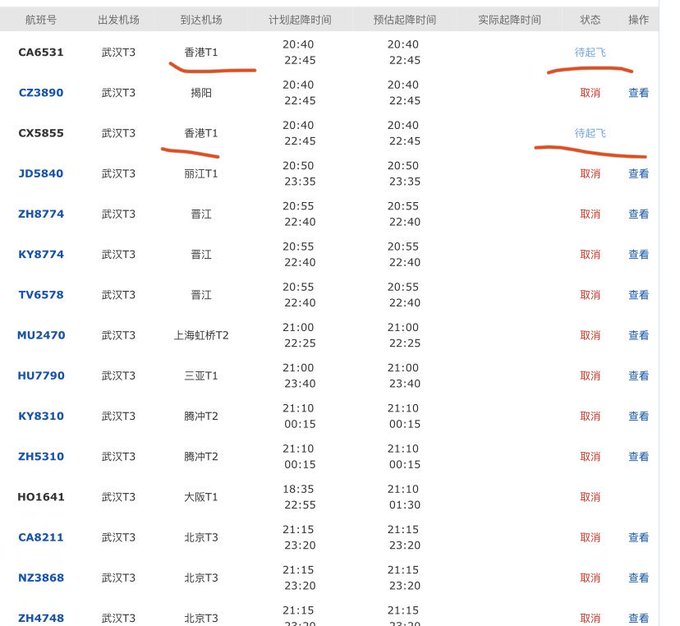 航班号 出发机场 到达机场 计划起降时间 预估起降时间 实际起降时间 状态 操作
CA6531 武汉T3 香港T1 20:40 22:45 20:40 22:45 待起飞
CZ3890 武汉T3 揭阳 20:40 22:45 20:40 22:45 取消 查看
CX5855 武汉T3 香港T1 20:40 22:45 20:40 22:45 待起飞
JD5840 武汉T3 丽江T1 20:50 23:35 20:50 23:35 取消 查看
ZH8774 武汉T3 晋江 20:55 22:40 20:55 22:40 取消 查看
KY8774 武汉T3 晋江 20:55 22:40 20:55 22:40 取消 查看
TV6578 武汉T3 晋江 20:55 22:40 20:55 22:40 取消 查看
MU2470 武汉T3 上海虹桥T2 21:00 22:25 21:00 22:25 取消 查看
HU7790 武汉T3 三亚T1 21:00 23:40 21:00 23:40 取消 查看
KY8310 武汉T3 腾冲T2 21:10 00:15 21:10 00:15 取消 查看
ZH5310 武汉T3 腾冲T2 21:10 00:15 21:10 00:15 取消 查看
HO1641 武汉T3 大阪T1 18:35 22:55 21:10 01:30 取消
CA8211 武汉T3 北京T3 21:15 23:20 21:15 23:20 取消 查看
NZ3868 武汉T3 北京T3 21:15 23:20 21:15 23:20 取消 查看
ZH4748 武汉T3 北京T3 21:15 23:20 21:15 23:20 取消 查看